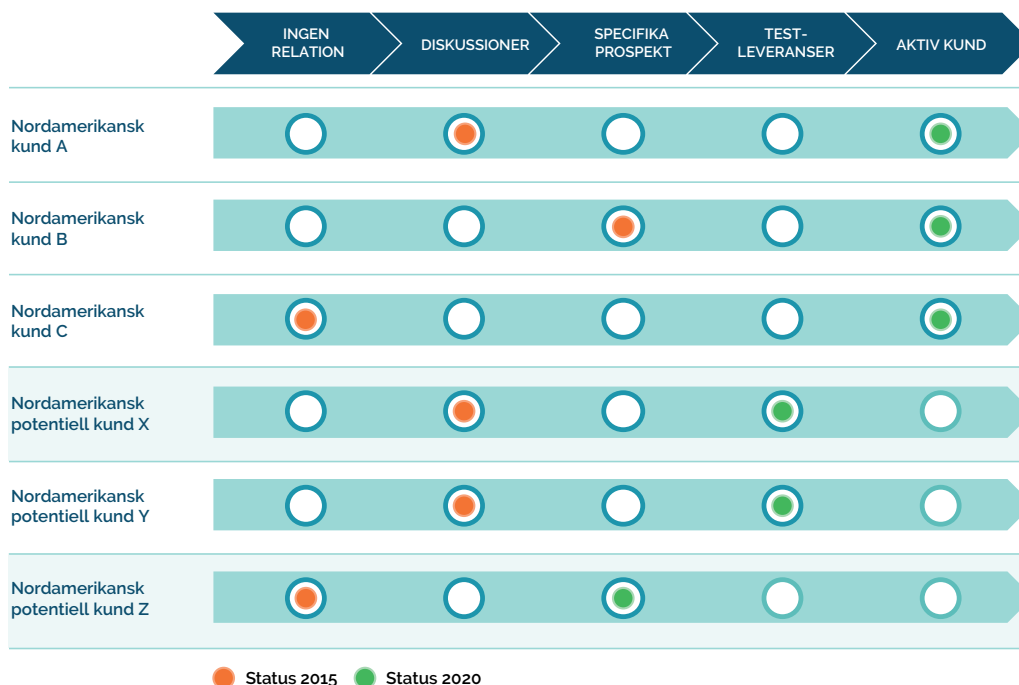 INGEN
RELATION
DISKUSSIONER
SPECIFIKA
PROSPEKT
TEST-
LEVERANSER
AKTIV KUND
Nordamerikansk
kund A
Nordamerikansk
kund B
Nordamerikansk
kund C
Nordamerikansk
potentiell kund X
Nordamerikansk
potentiell kund Y
Nordamerikansk
potentiell kund Z
Status 2015
Status 2020